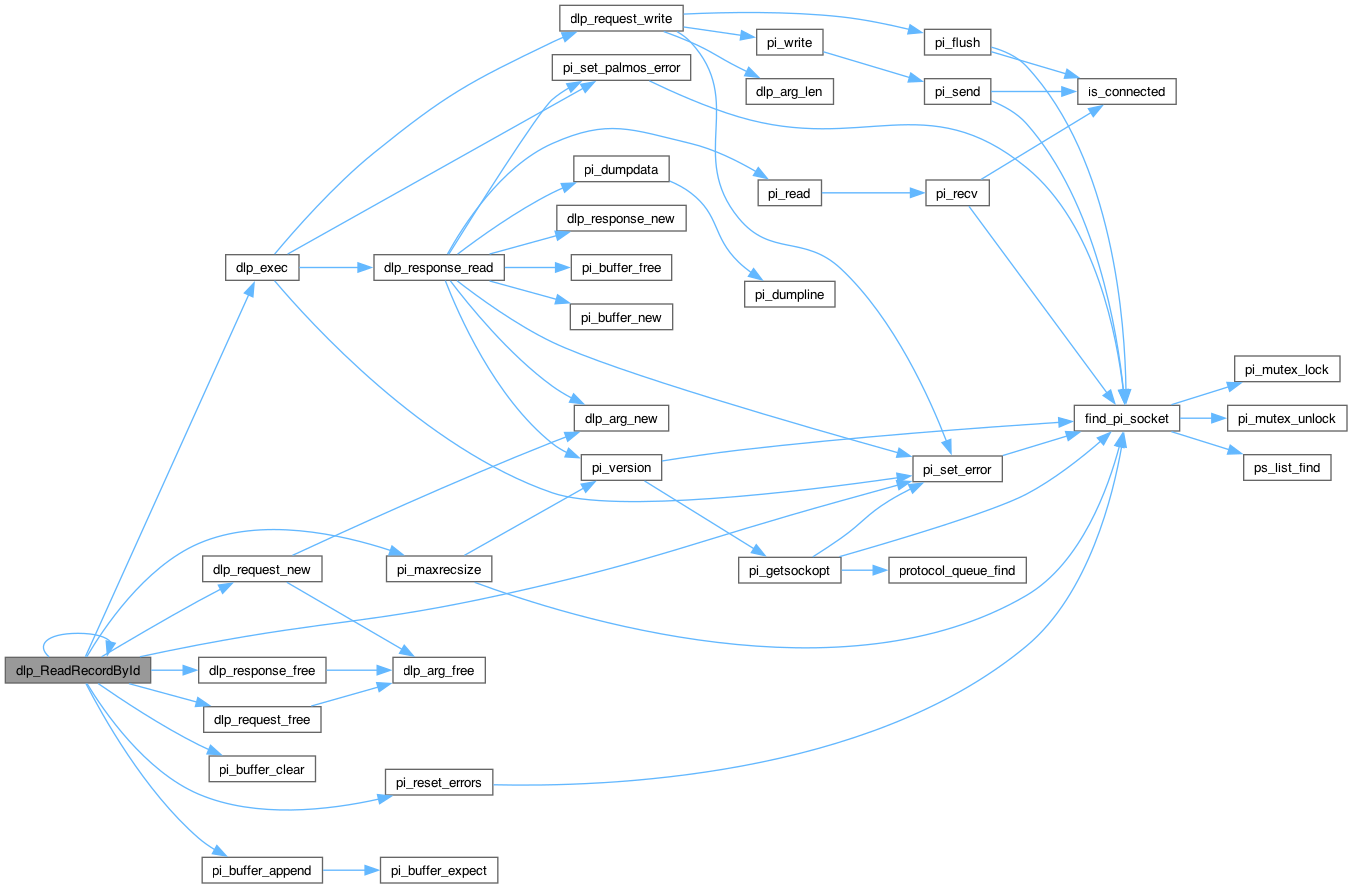 dlp_request_write
pi_flush
pi_write
pi_set_palmos_error
dlp_arg_len
pi_send
is_connected
pi_dumpdata
pi_read
pi_recv
dlp_response_new
dlp_exec
dlp_response_read
pi_buffer_free
pi_dumpline
pi_buffer_new
pi_mutex_lock
dlp_arg_new
find_pi_socket
pi_mutex_unlock
pi_version
pi_set_error
ps_list_find
dlp_request_new
pi_maxrecsize
pi_getsockopt
protocol_queue_find
dlp_ReadRecordById
dlp_response_free
dlp_arg_free
dlp_request_free
pi_buffer_clear
pi_reset_errors
pi_buffer_append
pi_buffer_expect